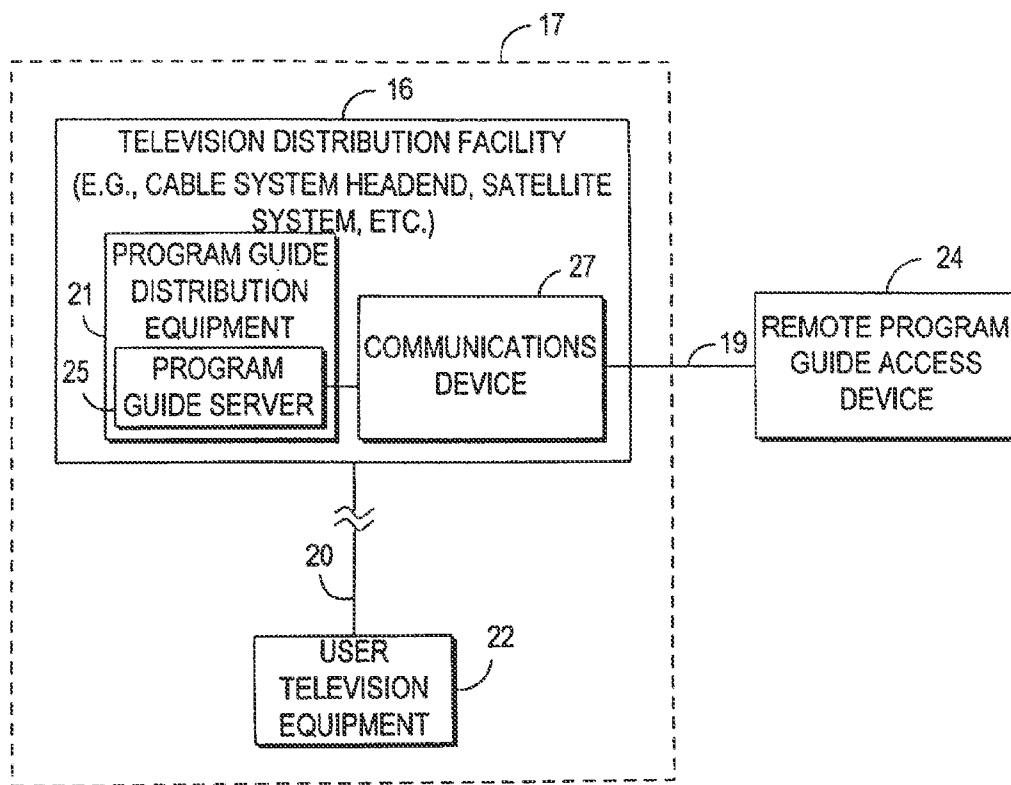 17
16
TELEVISION DISTRIBUTION FACILITY
(E.G., CABLE SYSTEM HEADEND, SATELLITE
SYSTEM, ETC.)
PROGRAM GUIDE
DISTRIBUTION
EQUIPMENT
21
25
PROGRAM
GUIDE SERVER
27
COMMUNICATIONS
DEVICE
19
24
REMOTE PROGRAM
GUIDE ACCESS
DEVICE
20
22
USER
TELEVISION
EQUIPMENT